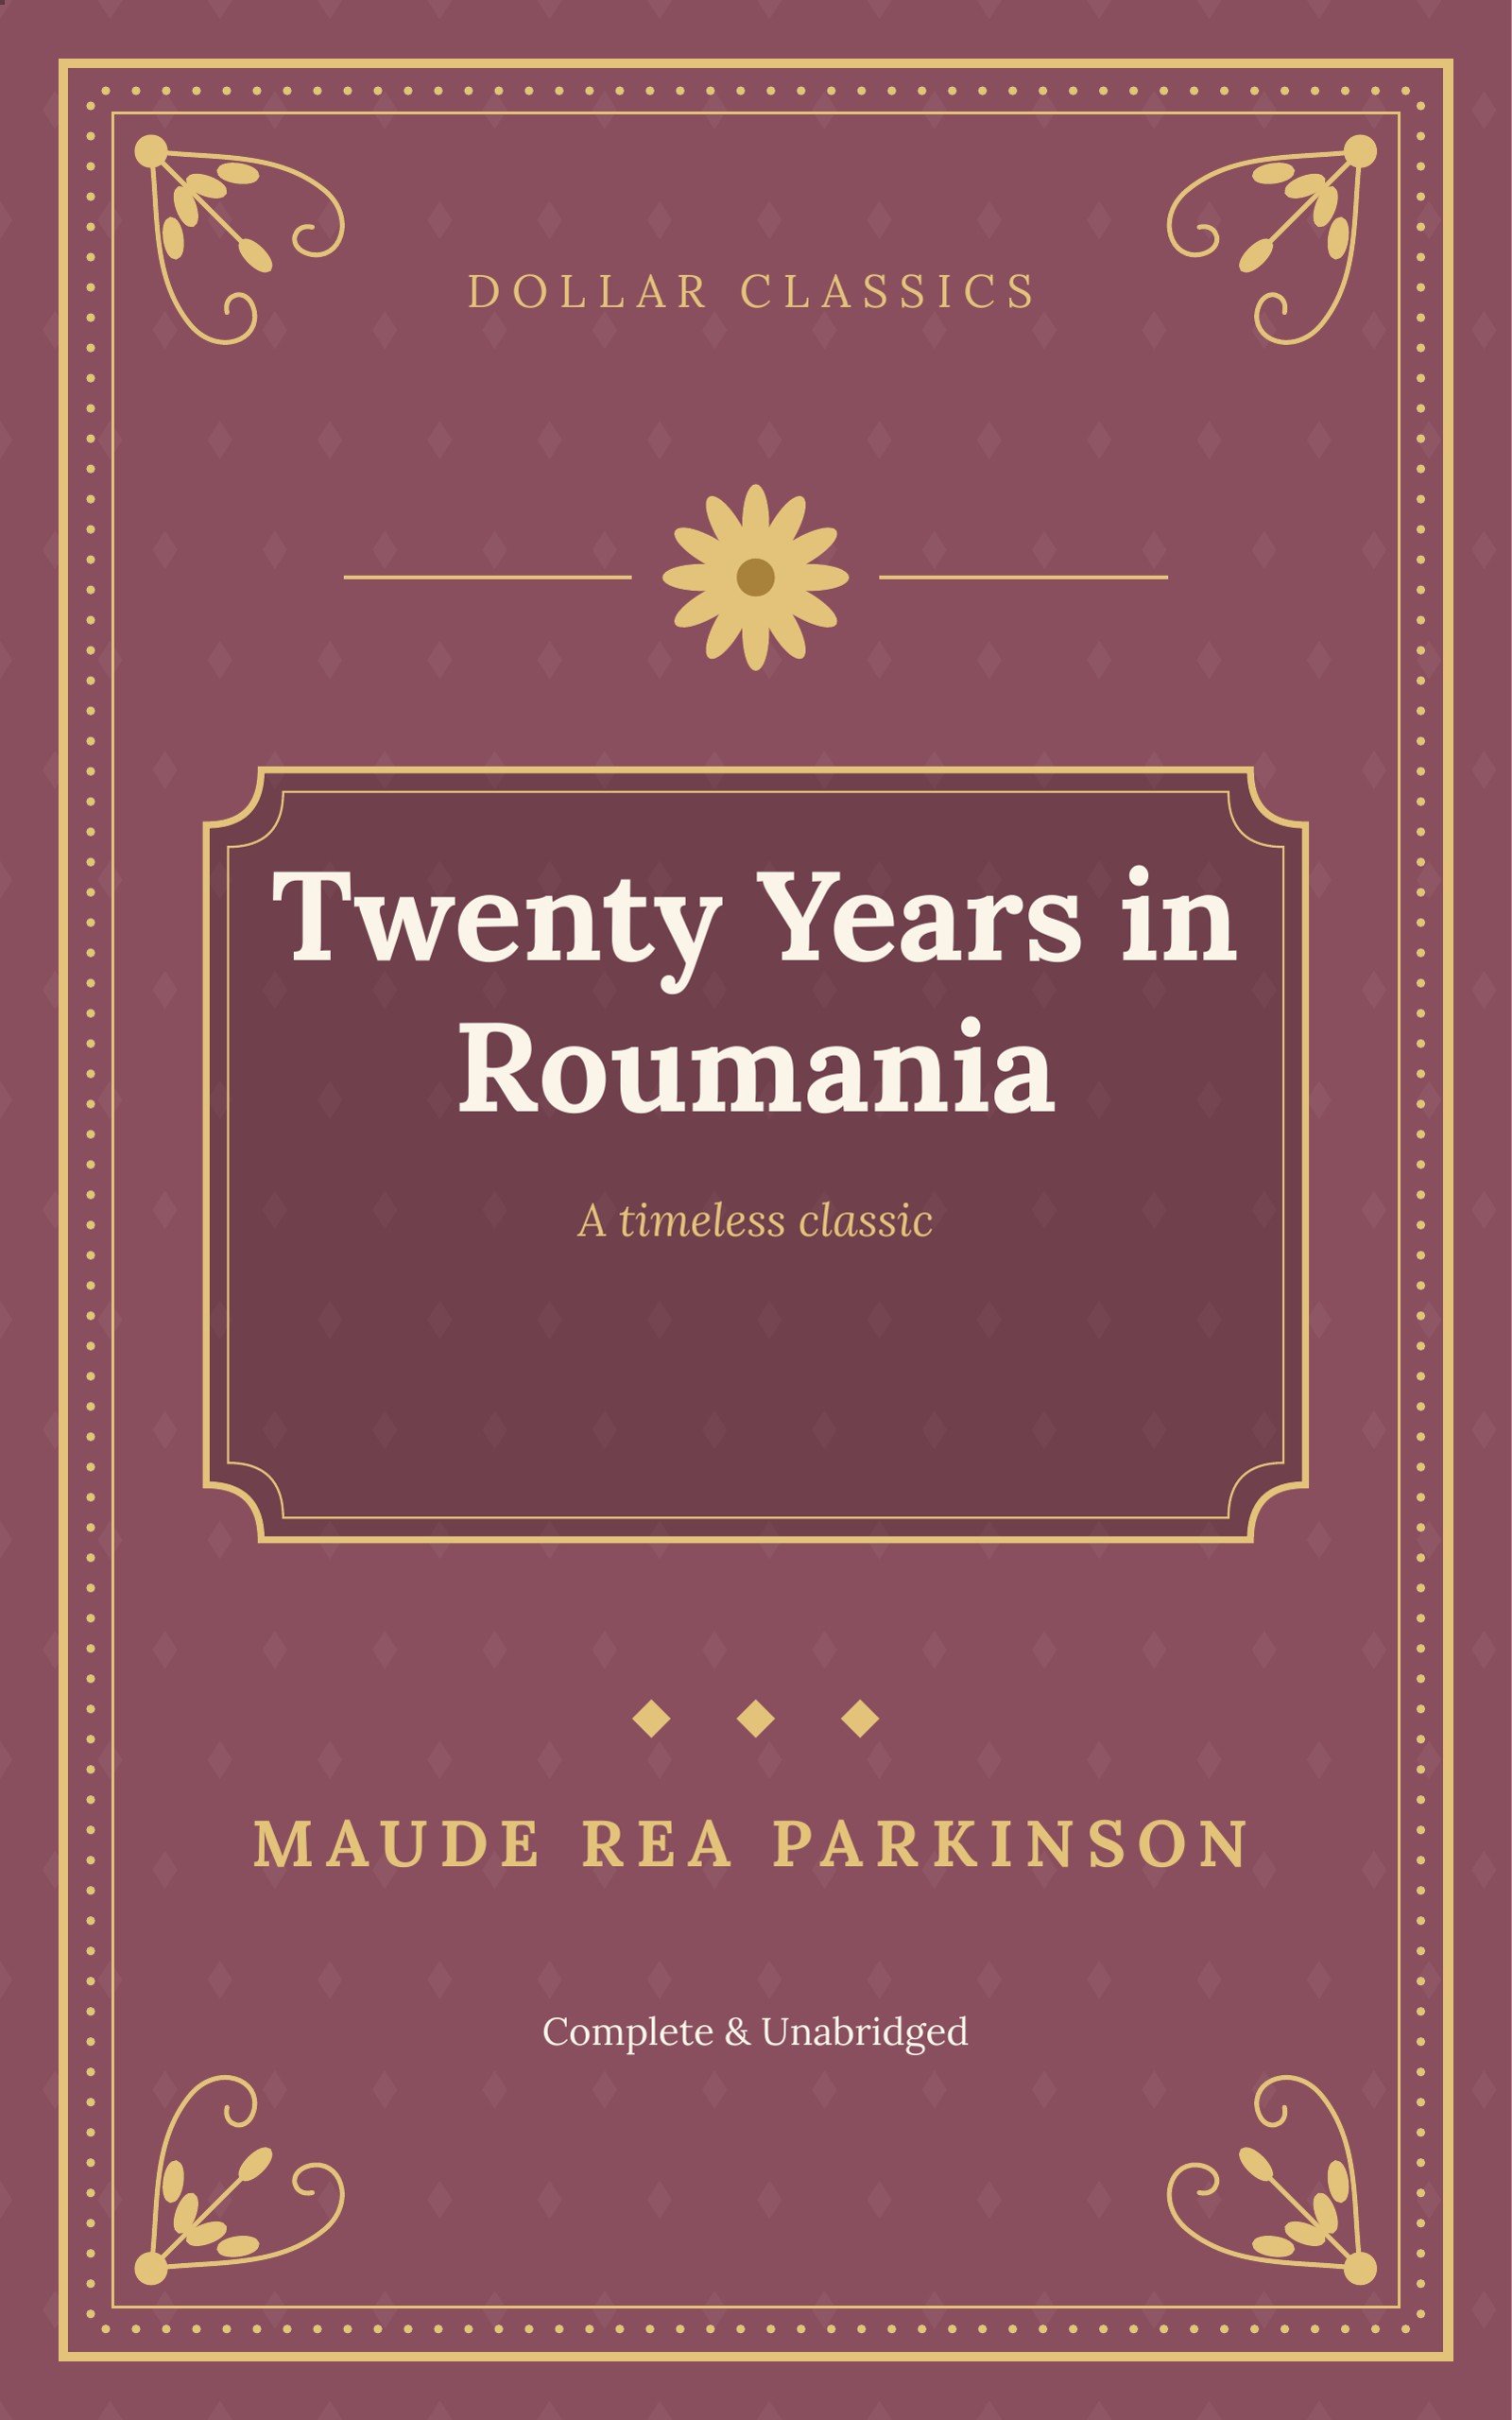 DOLLAR CLASSICS
Twenty Years in
Roumania
A timeless classic
MAUDE REA PARKINSON
Complete & Unabridged